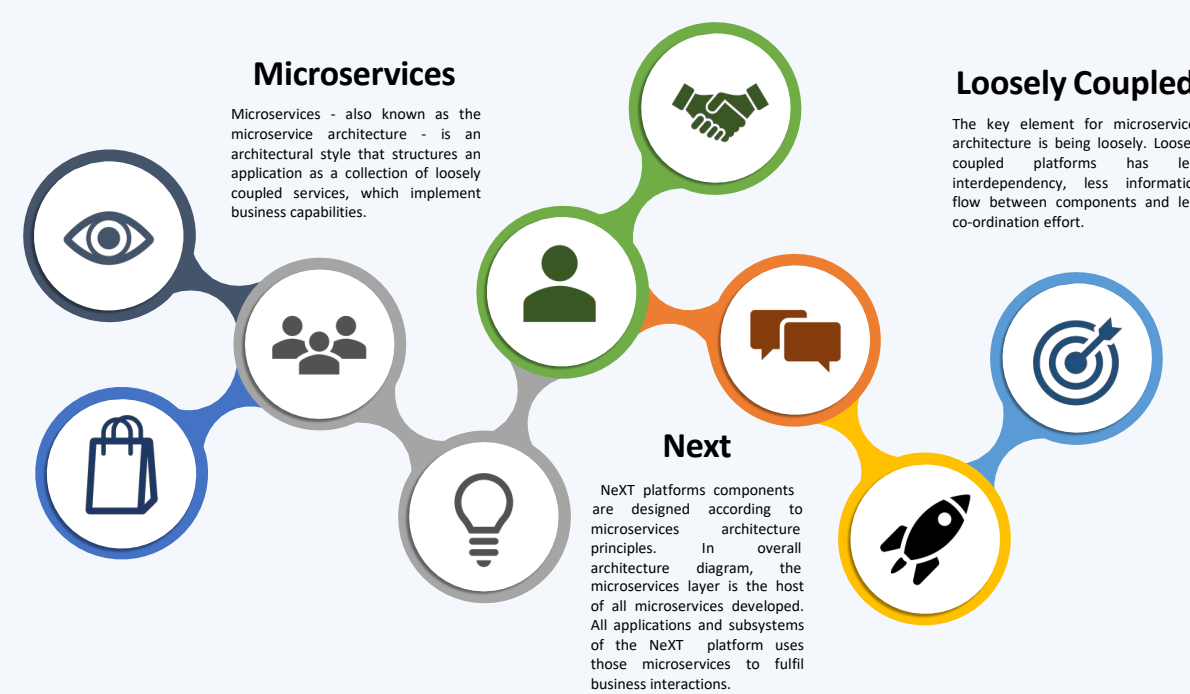 Microservices
Microservices - also known as the
microservice architecture - is an
architectural style that structures an
application as a collection of loosely
coupled services, which implement
business capabilities.
Loosely Coupled
The key element for microservice
architecture is being loosely. Loose
coupled platforms has le
interdependency, less informatic
flow between components and le
co-ordination effort.
Next
NeXT platforms components
are designed according to
microservices architecture
principles. In overall
architecture diagram, the
microservices layer is the host
of all microservices developed.
All applications and subsystems
of the NeXT platform uses
those microservices to fulfil
business interactions.